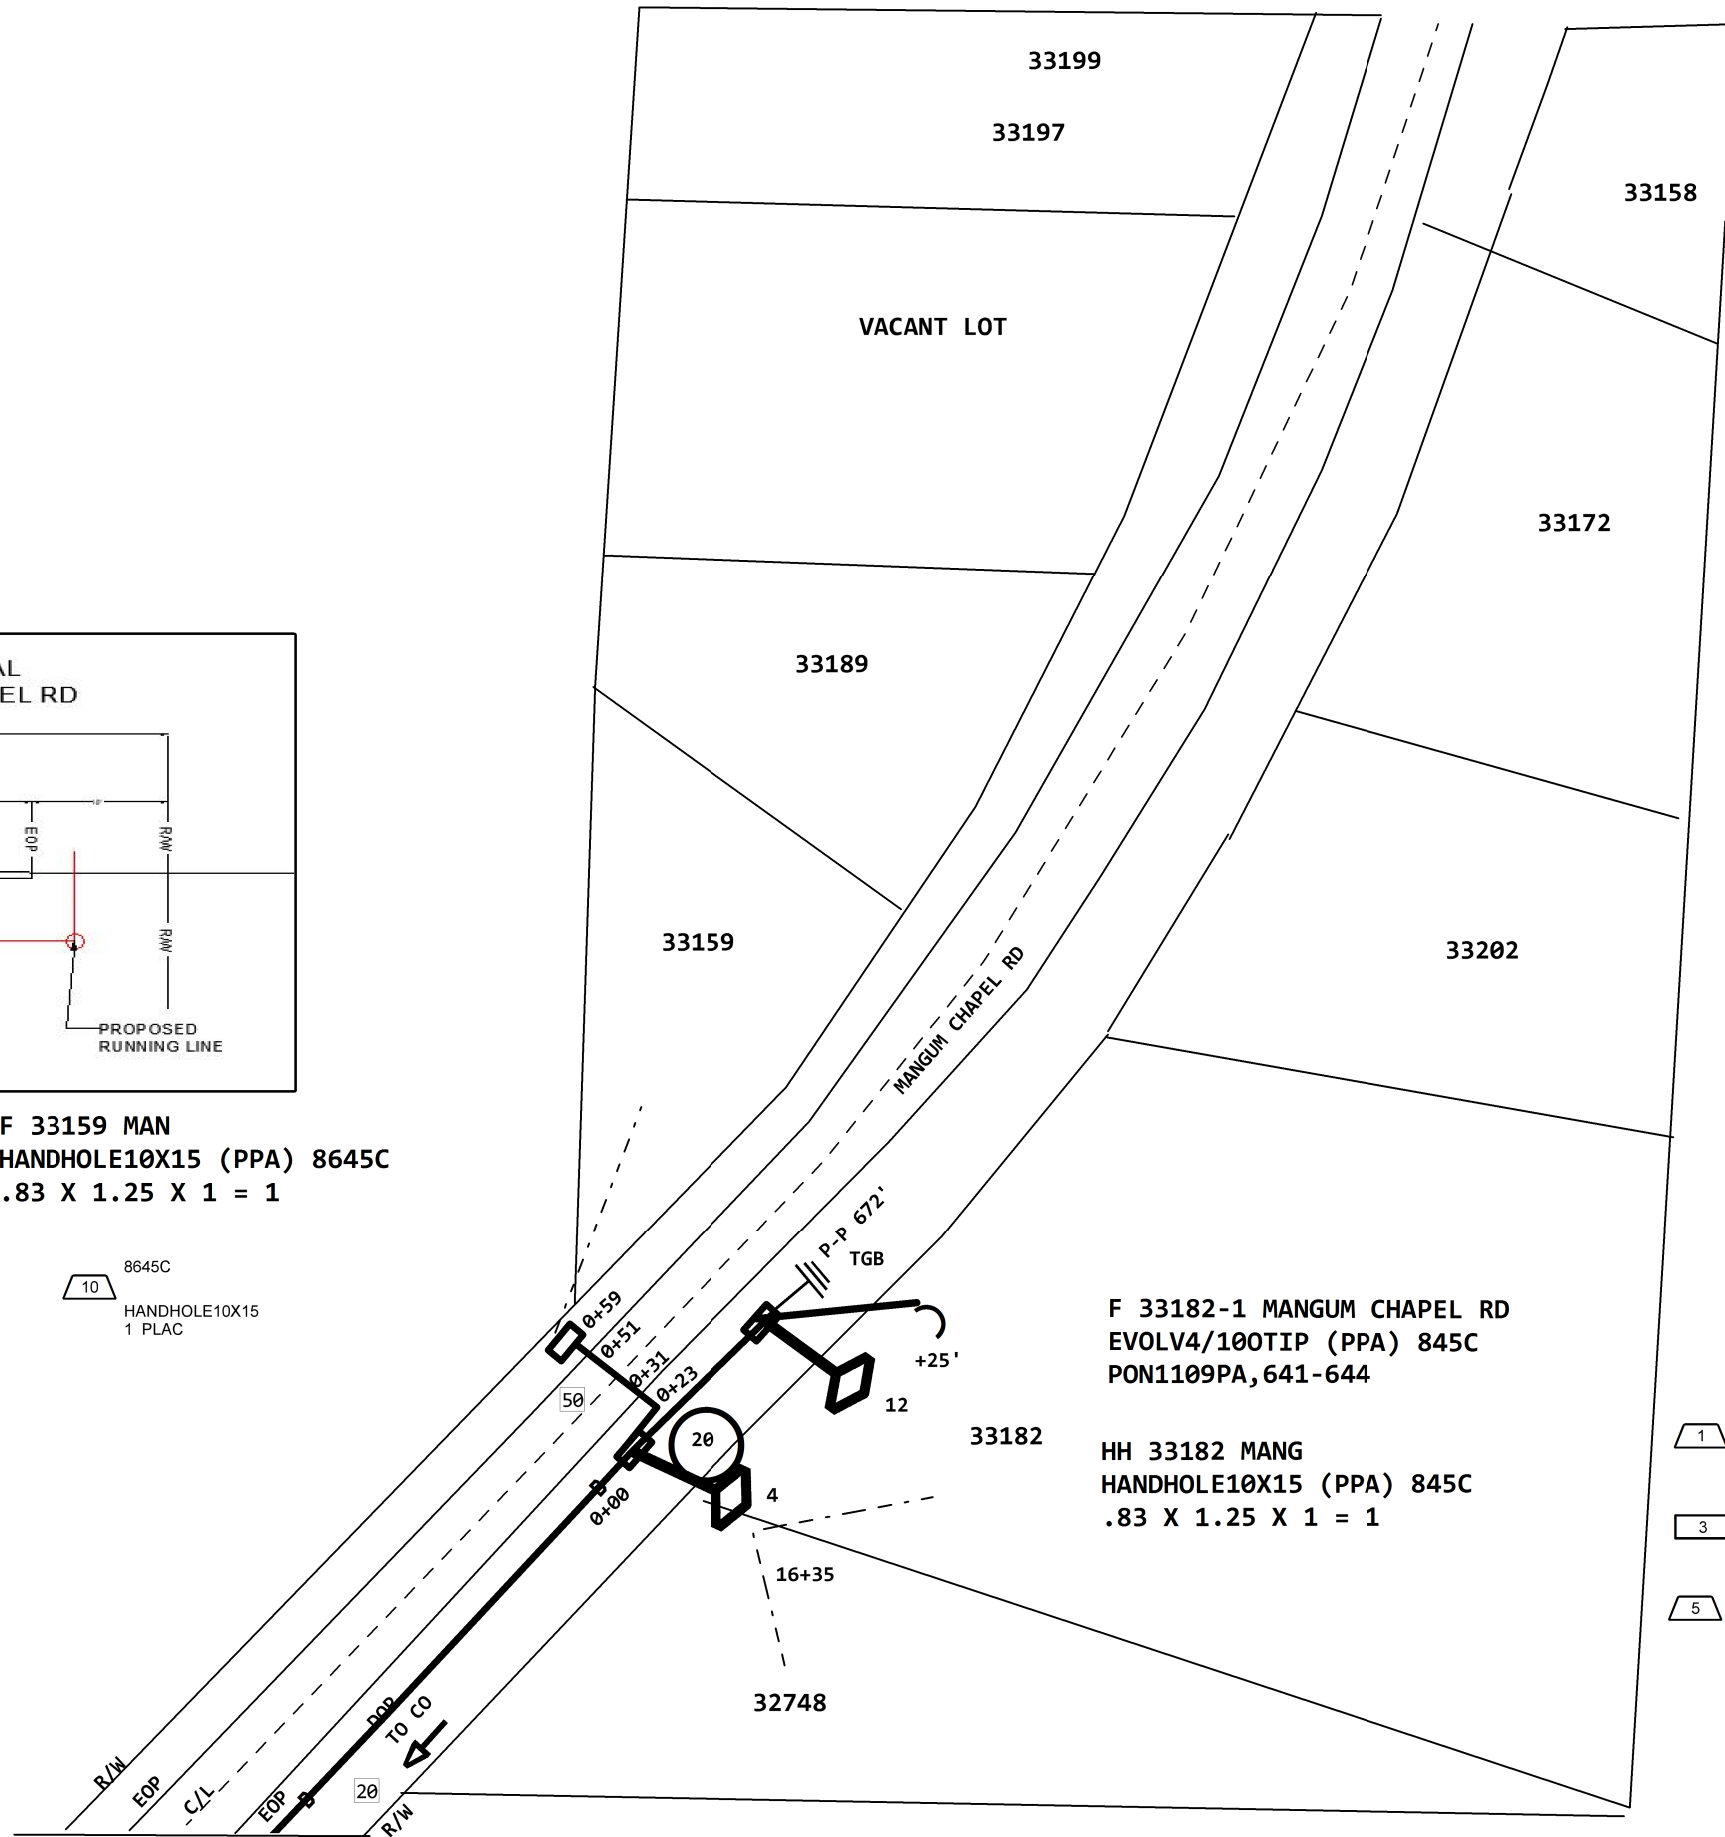 33199
33197
33158
VACANT LOT
33172
33189
AL
EL RD
EOP
R/W
R/W
PROPOSED
RUNNING LINE
33159
33202
MANGUM CHAPEL RD
F 33159 MAN
HANDHOLE10X15 (PPA) 8645C
.83 X 1.25 X 1 = 1
10
8645C
HANDHOLE10X15
1 PLAC
P-P 672'
TGB
0+59
0+51
0+31
0+23
50
+25'
12
20
33182
4
0+00
16+35
F 33182-1 MANGUM CHAPEL RD
EVOLV4/100TIP (PPA) 845C
PON1109PA,641-644
HH 33182 MANG
HANDHOLE10X15 (PPA) 845C
.83 X 1.25 X 1 = 1
1
3
5
32748
DOP
TO CO
20
R/W
EOP
C/L
EOP
R/W